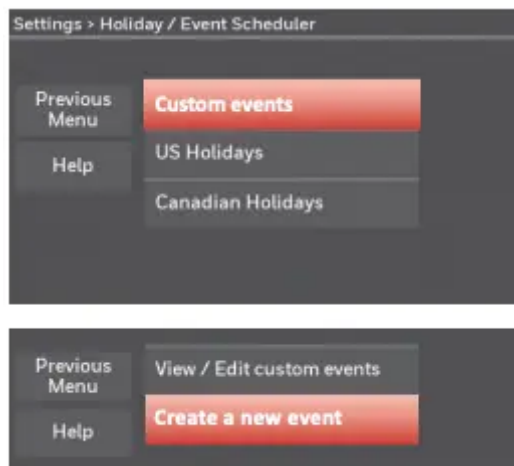 Settings > Holiday / Event Scheduler
Previous
Menu
Custom events
Help
US Holidays
Canadian Holidays
Previous
Menu
View / Edit custom events
Help
Create a new event